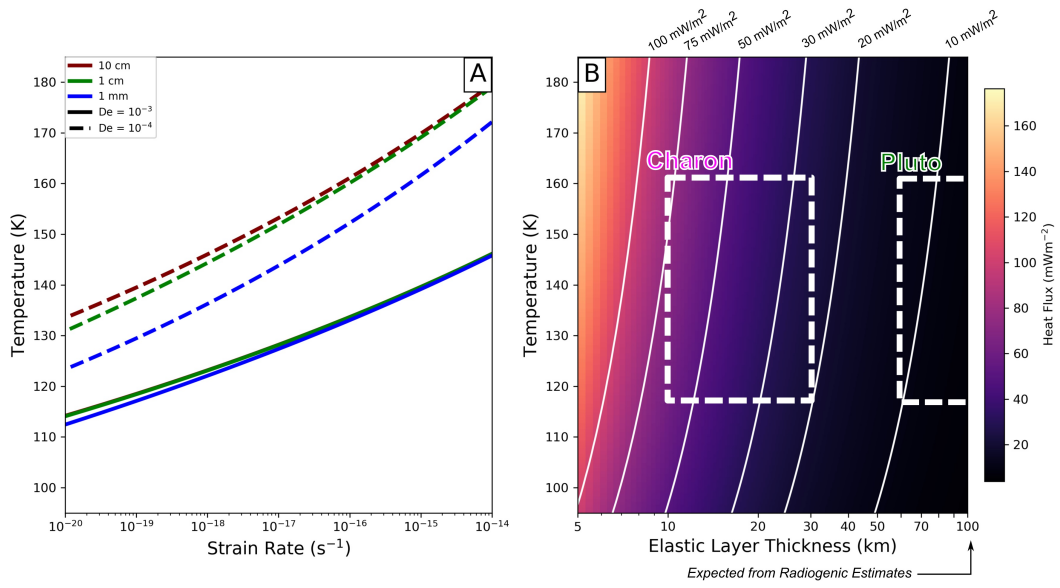 100 mW/m²
75 mW/m²
50 mW/m²
30 mW/m²
20 mW/m²
10 mW/m²
A
10 cm
1 cm
1 mm
De = 10⁻³
De = 10⁻⁴
180
170
160
150
140
130
120
110
100
Temperature (K)
10⁻²⁰
10⁻¹⁹
10⁻¹⁸
10⁻¹⁷
10⁻¹⁶
10⁻¹⁵
10⁻¹⁴
Strain Rate (s⁻¹)
B
Charon
Pluto
180
170
160
150
140
130
120
110
100
Temperature (K)
5
10
20
30
60
100
Elastic Layer Thickness (km)
Expected from Radiogenic Estimates
160
140
120
100
80
60
40
20
Heat Flux (mWm⁻²)